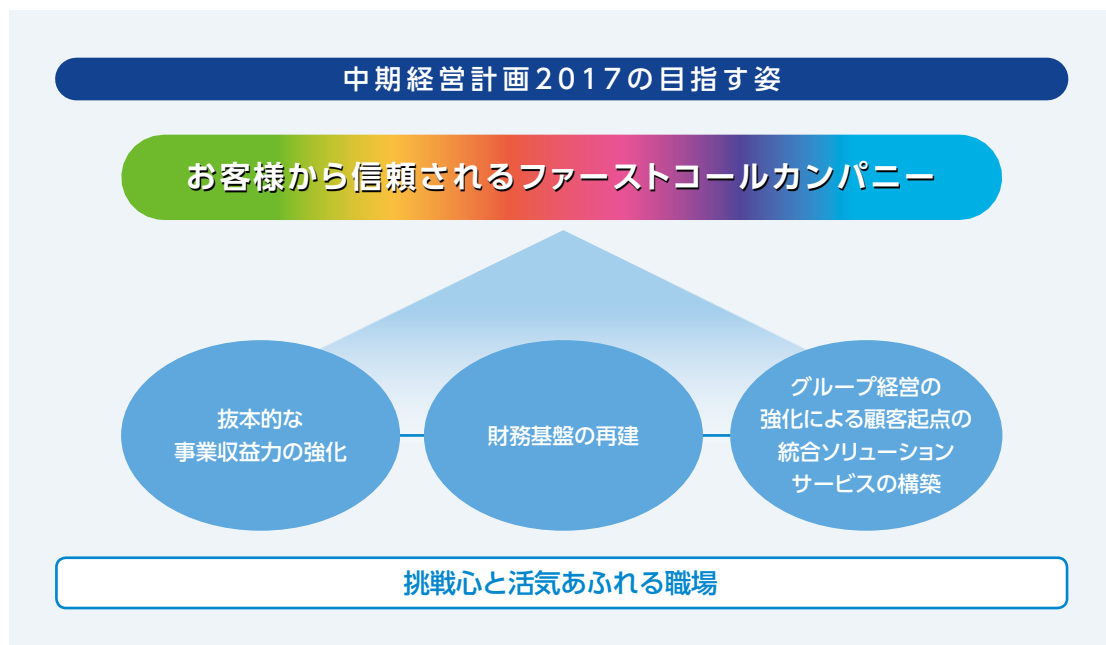 中期経営計画2017の目指す姿
お客様から信頼されるファーストコールカンパニー
抜本的な
事業収益力の強化
財務基盤の再建
グループ経営の
強化による顧客起点の
統合ソリューション
サービスの構築
挑戦心と活気あふれる職場